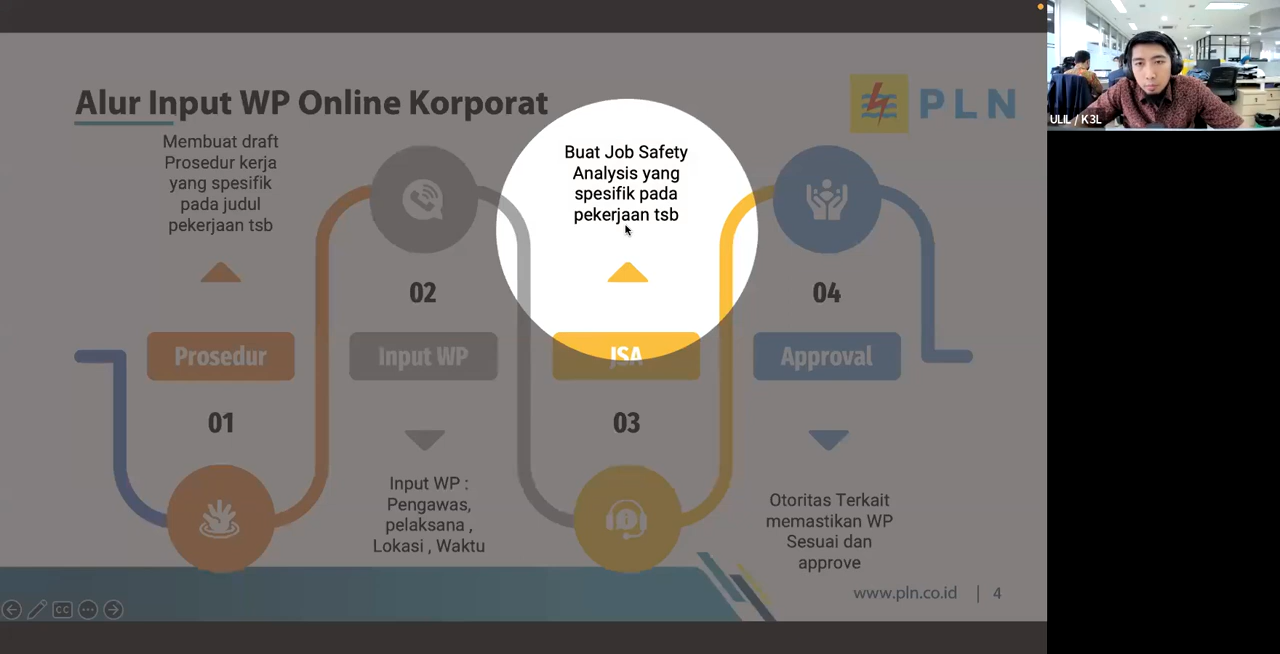 Alur Input WP Online Korporat
PLN
ULIL / K3L
Membuat draft
Prosedur kerja
yang spesifik
pada judul
pekerjaan tsb
Prosedur
01
02
Input WP
Input WP :
Pengawas,
pelaksana ,
Lokasi , Waktu
Buat Job Safety
Analysis yang
spesifik pada
pekerjaan tsb
JSA
03
04
Approval
Otoritas Terkait
memastikan WP
Sesuai dan
approve
CC
www.pln.co.id | 4